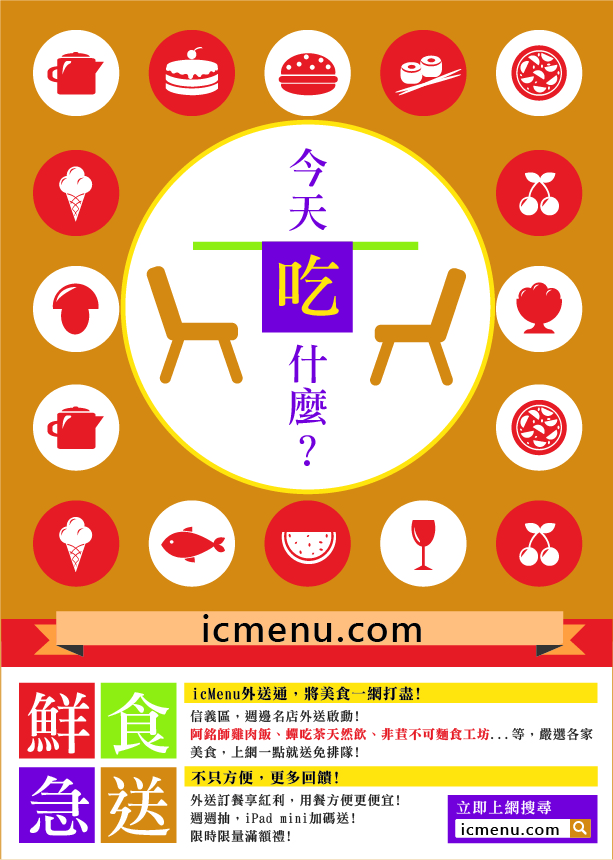 今天吃什麼？
icmenu.com
鮮食
急送
icMenu外送通，將美食一網打盡!
信義區，週邊名店外送啟動!
阿銘師雞肉飯、蟬吃茶天然飲、非荁不可麵食工坊...等，嚴選各家
美食，上網一點就送免排隊!
不只方便，更多回饋!
外送訂餐享紅利，用餐方便更便宜!
週週抽，iPad mini加碼送!
限時限量滿額禮!
立即上網搜尋
icmenu.com